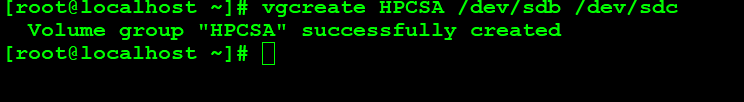 [root@localhost ~]# vgcreate HPCSA /dev/sdb /dev/sdc
  Volume group "HPCSA" successfully created
[root@localhost ~]#